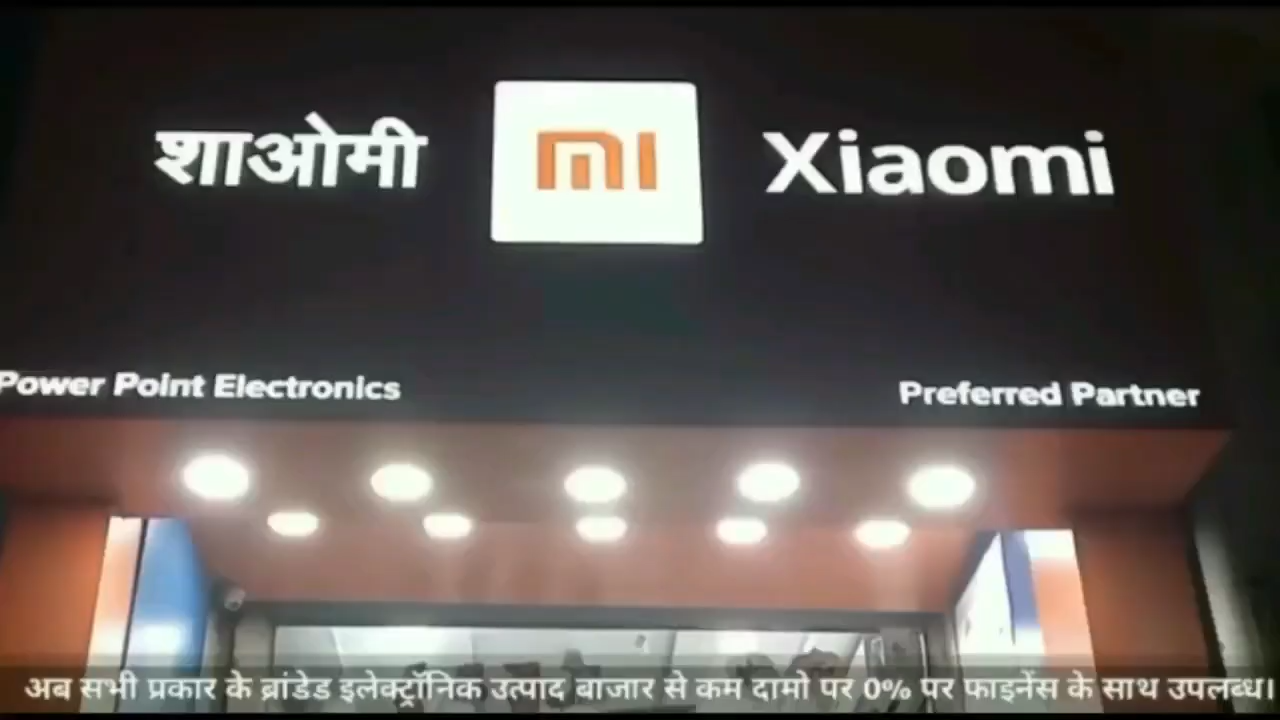 शाओमी mi Xiaomi
Power Point Electronics Preferred Partner
अब सभी प्रकार के ब्रांडेड इलेक्ट्रॉनिक उत्पाद बाजार से कम दामो पर 0% पर फाइनेंस के साथ उपलब्ध।